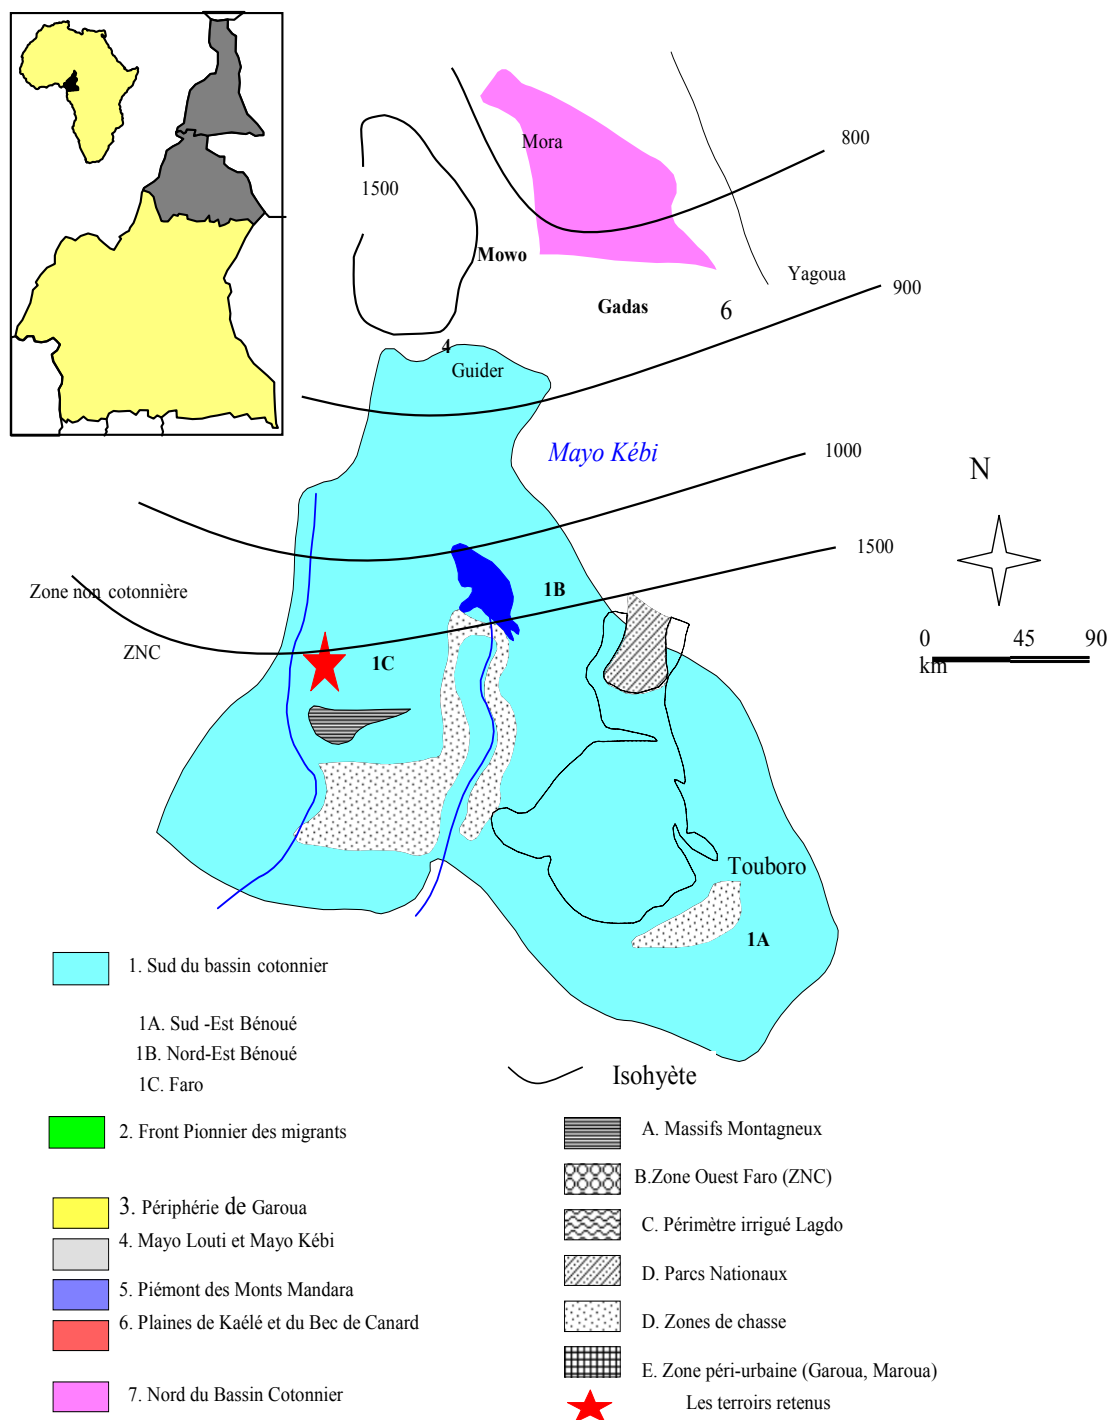 800
Mora
1500
Mowo
Yagoua
900
Gadas
6
4
Guider
Mayo Kébi
1000
N
1500
Zone non cotonnière
1B
0 45 90
km
ZNC
1C
Touboro
1A
1. Sud du bassin cotonnier
1A. Sud -Est Bénoué
1B. Nord-Est Bénoué
1C. Faro
Isohyète
2. Front Pionnier des migrants
3. Périphérie de Garoua
4. Mayo Louti et Mayo Kébi
5. Piémont des Monts Mandara
6. Plaines de Kaélé et du Bec de Canard
7. Nord du Bassin Cotonnier
A. Massifs Montagneux
B.Zone Ouest Faro (ZNC)
C. Périmètre irrigué Lagdo
D. Parcs Nationaux
D. Zones de chasse
E. Zone péri-urbaine (Garoua, Maroua)
Les terroirs retenus